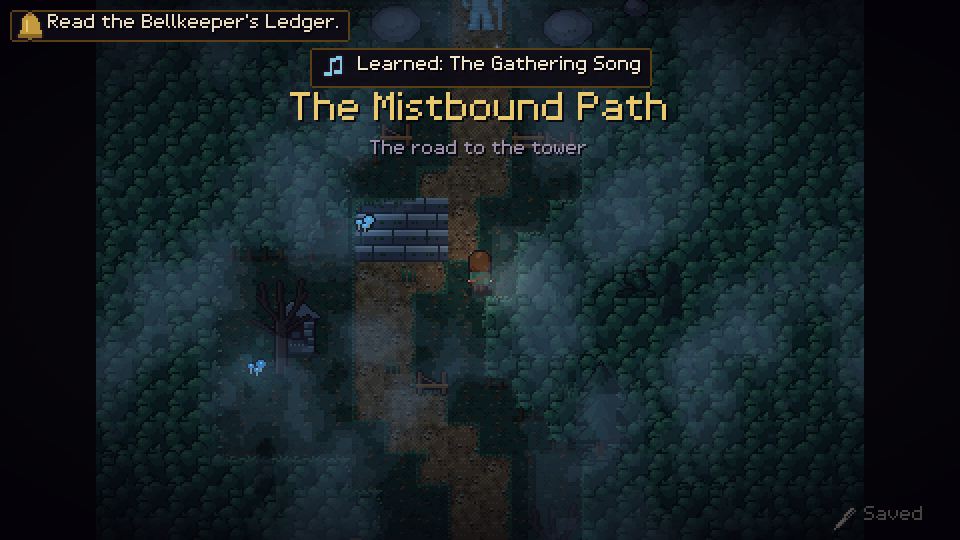 Read the Bellkeeper's Ledger.
Learned: The Gathering Song
The Mistbound Path
The road to the tower
Saved